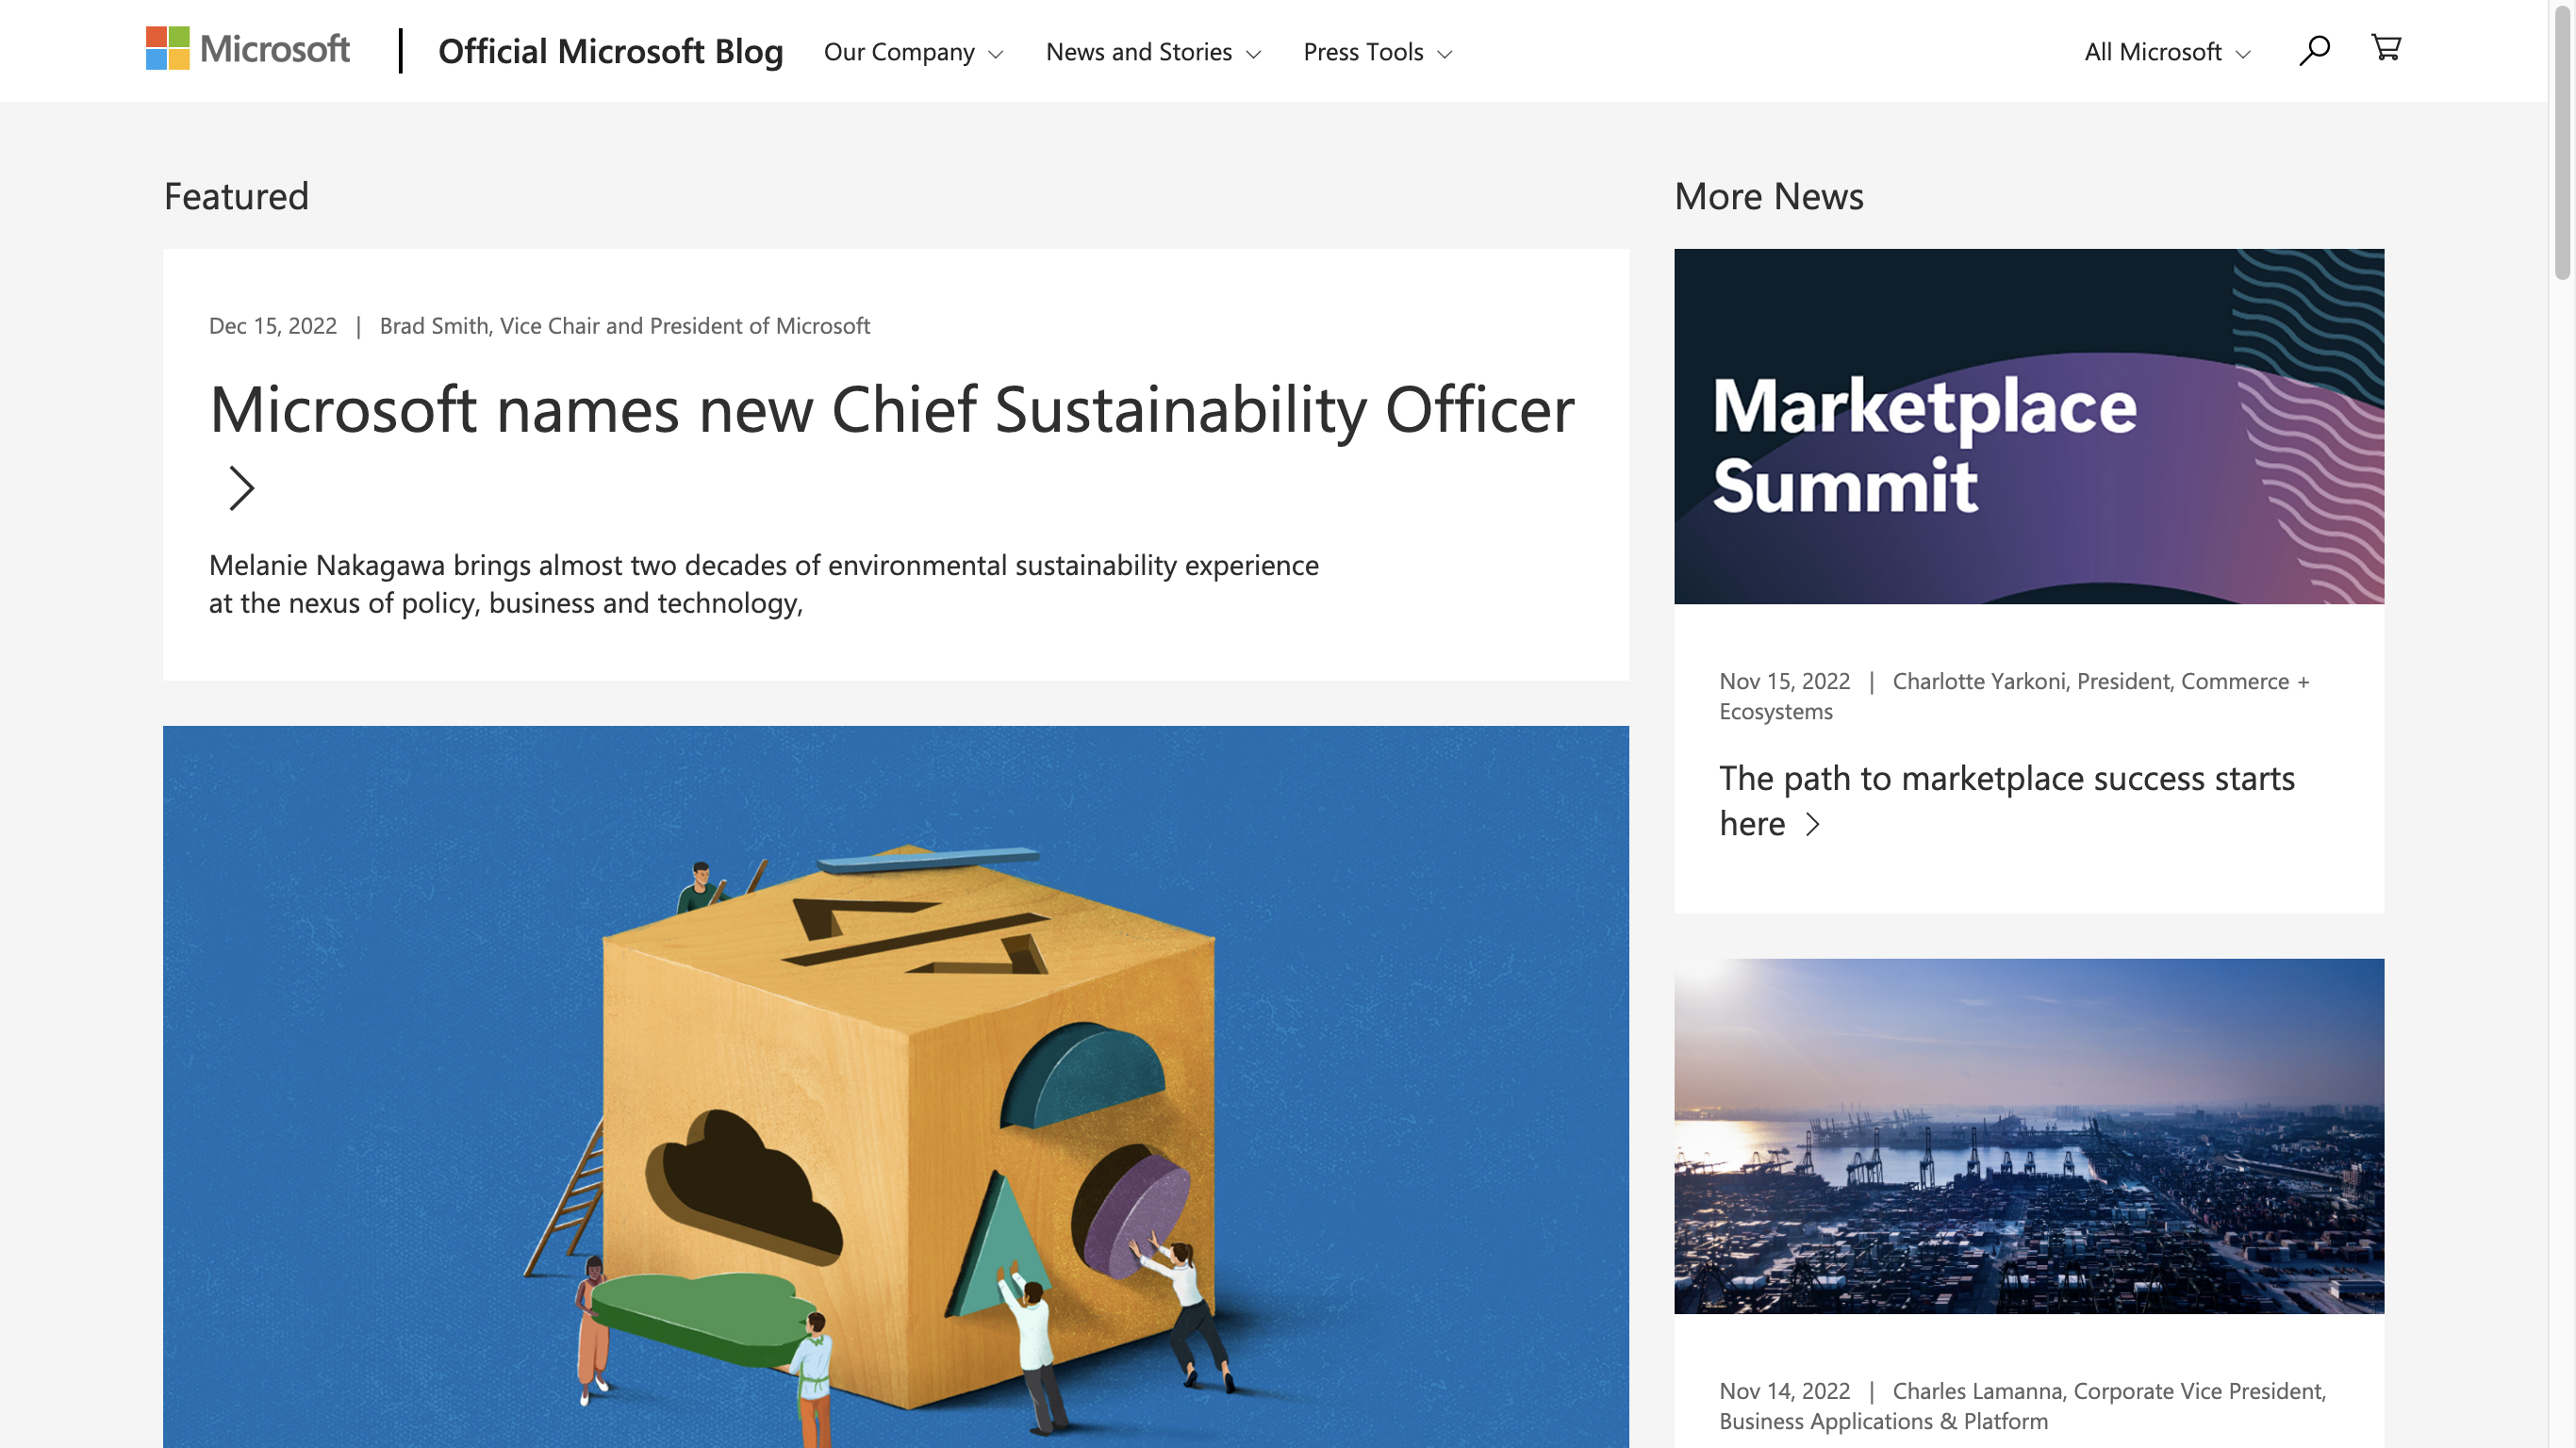 Microsoft
Official Microsoft Blog
Our Company
News and Stories
Press Tools
All Microsoft
Featured
Dec 15, 2022 | Brad Smith, Vice Chair and President of Microsoft
Microsoft names new Chief Sustainability Officer
Melanie Nakagawa brings almost two decades of environmental sustainability experience
at the nexus of policy, business and technology,
More News
Marketplace
Summit
Nov 15, 2022 | Charlotte Yarkoni, President, Commerce +
Ecosystems
The path to marketplace success starts
here
Nov 14, 2022 | Charles Lamanna, Corporate Vice President,
Business Applications & Platform